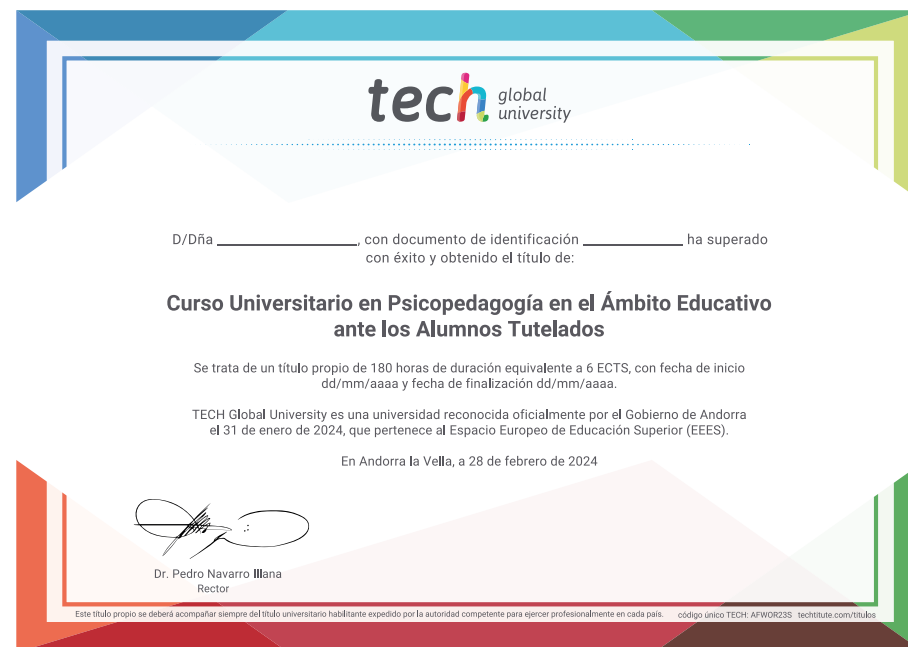 tech global university
D/Dña ____________________, con documento de identificación ______________ ha superado
con éxito y obtenido el título de:
Curso Universitario en Psicopedagogía en el Ámbito Educativo
ante los Alumnos Tutelados
Se trata de un título propio de 180 horas de duración equivalente a 6 ECTS, con fecha de inicio
dd/mm/aaaa y fecha de finalización dd/mm/aaaa.
TECH Global University es una universidad reconocida oficialmente por el Gobierno de Andorra
el 31 de enero de 2024, que pertenece al Espacio Europeo de Educación Superior (EEES).
En Andorra la Vella, a 28 de febrero de 2024
Dr. Pedro Navarro Illana
Rector
Este título propio se deberá acompañar siempre del título universitario habilitante expedido por la autoridad competente para ejercer profesionalmente en cada país. código único TECH: AFWOR23S techtitute.com/títulos